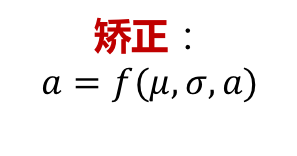 矫正：
𝑎 = 𝑓(𝜇, 𝜎, 𝑎)